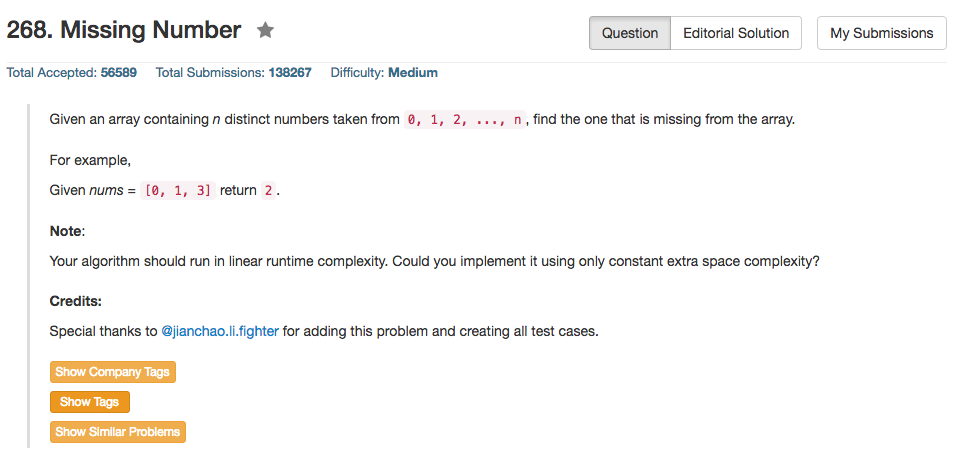 268. Missing Number
Question Editorial Solution My Submissions
Total Accepted: 56589 Total Submissions: 138267 Difficulty: Medium
Given an array containing n distinct numbers taken from 0, 1, 2, ..., n, find the one that is missing from the array.
For example,
Given nums = [0, 1, 3] return 2.
Note:
Your algorithm should run in linear runtime complexity. Could you implement it using only constant extra space complexity?
Credits:
Special thanks to @jianchao.li.fighter for adding this problem and creating all test cases.
Show Company Tags
Show Tags
Show Similar Problems